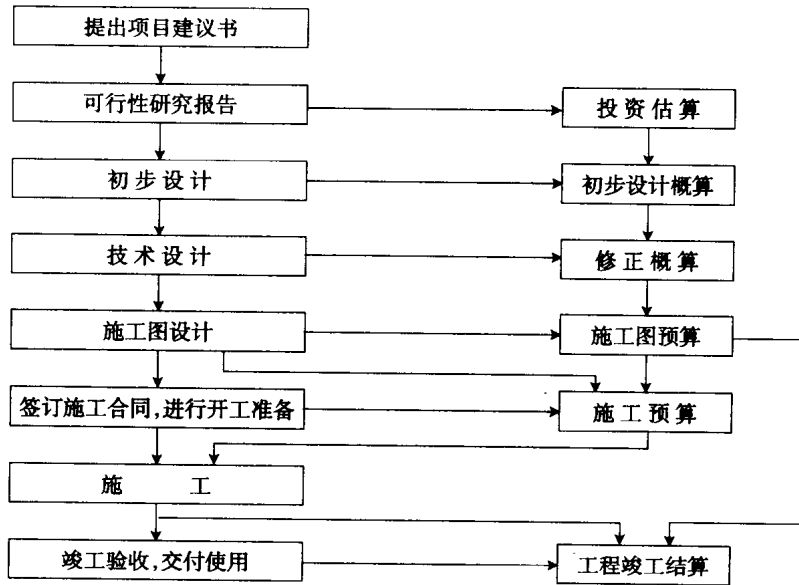 提出项目建议书
可行性研究报告
投资估算
初步设计
初步设计概算
技术设计
修正概算
施工图设计
施工图预算
签订施工合同,进行开工准备
施工预算
施 工
竣工验收,交付使用
工程竣工结算